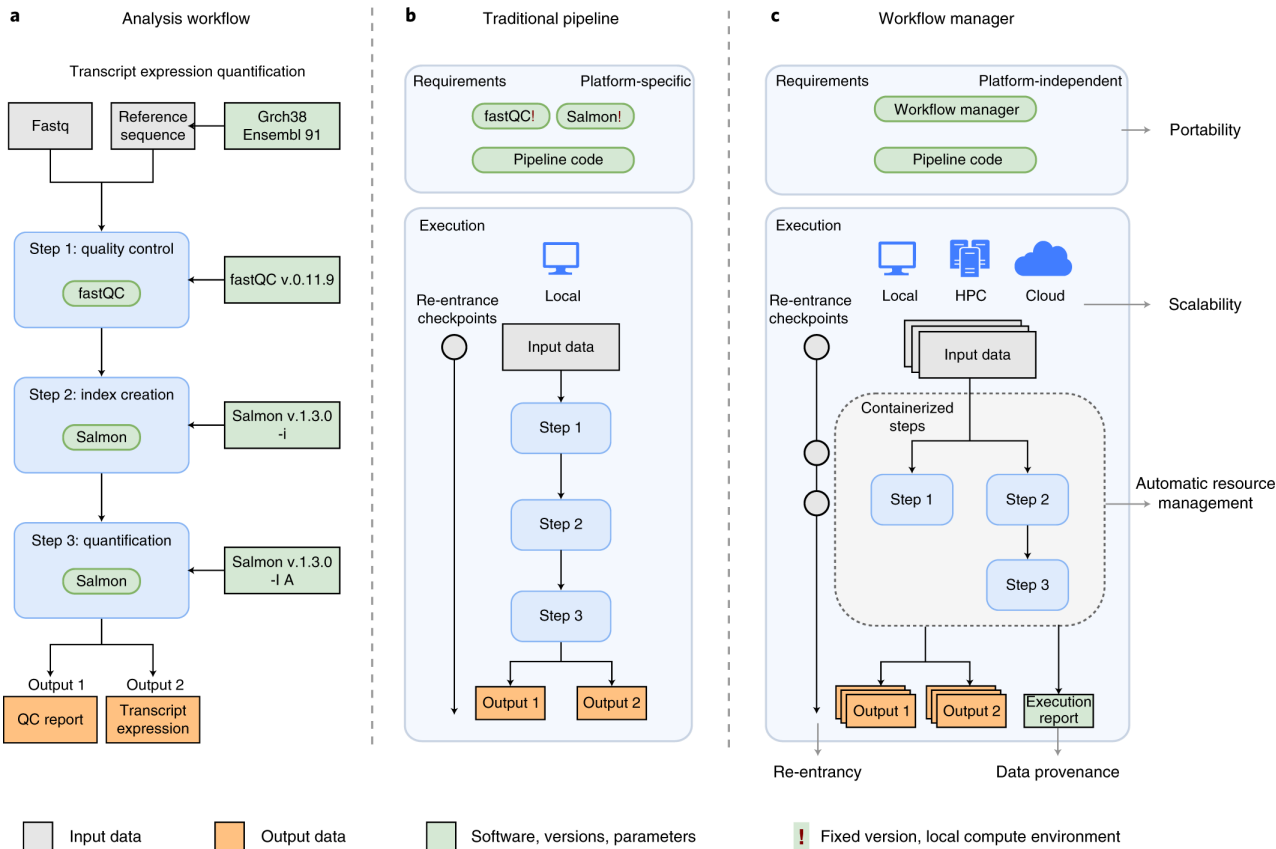 a
Analysis workflow
Transcript expression quantification
Fastq
Reference
sequence
Grch38
Ensembl 91
Step 1: quality control
fastQC
fastQC v.0.11.9
Step 2: index creation
Salmon
Salmon v.1.3.0
-i
Step 3: quantification
Salmon
Salmon v.1.3.0
-l A
Output 1
Output 2
QC report
Transcript
expression
b
Traditional pipeline
Requirements
Platform-specific
fastQC!
Salmon!
Pipeline code
Execution
Local
Re-entrance
checkpoints
Input data
Step 1
Step 2
Step 3
Output 1
Output 2
c
Workflow manager
Requirements
Platform-independent
Workflow manager
Pipeline code
Portability
Execution
Local
HPC
Cloud
Scalability
Re-entrance
checkpoints
Input data
Containerized
steps
Step 1
Step 2
Step 3
Automatic resource
management
Output 1
Output 2
Execution
report
Re-entrancy
Data provenance
Input data
Output data
Software, versions, parameters
! Fixed version, local compute environment